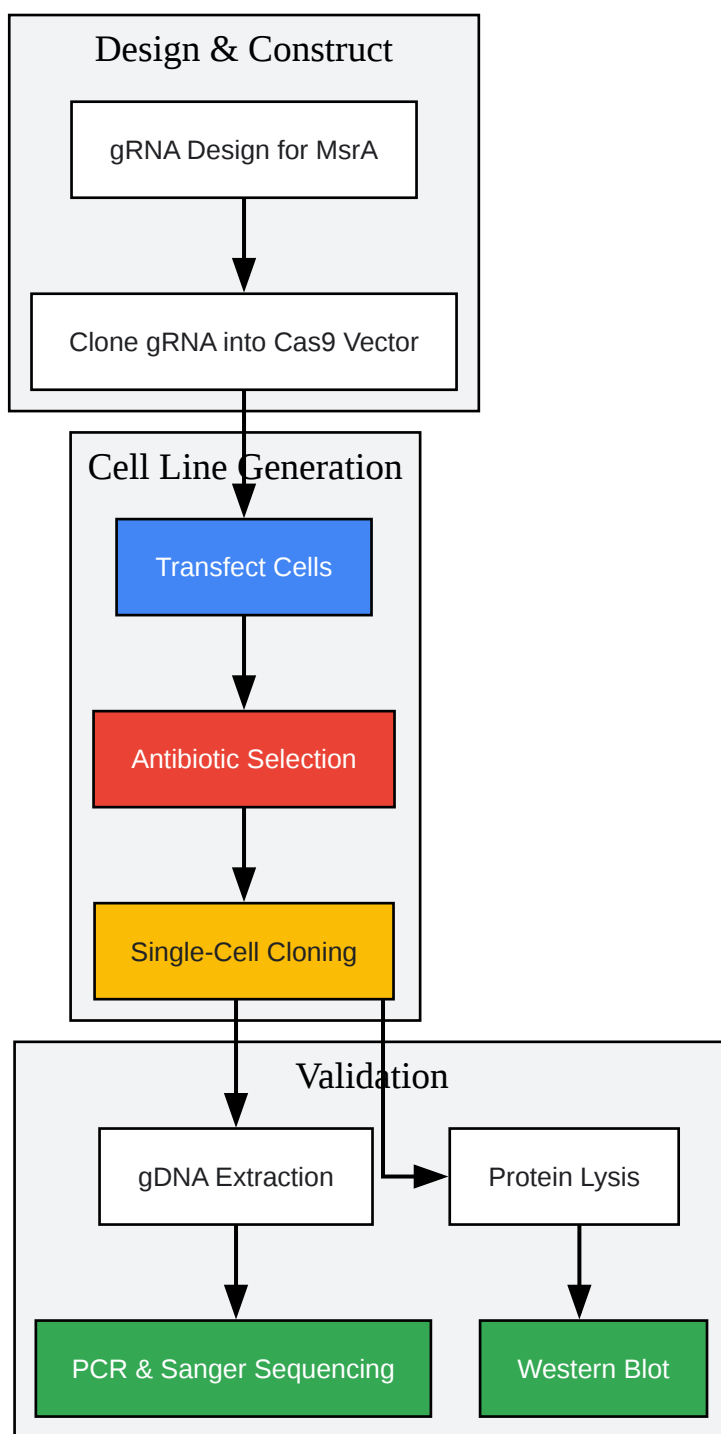 Design & Construct
gRNA Design for MsrA
Clone gRNA into Cas9 Vector
Cell Line Generation
Transfect Cells
Antibiotic Selection
Single-Cell Cloning
Validation
gDNA Extraction
Protein Lysis
PCR & Sanger Sequencing
Western Blot